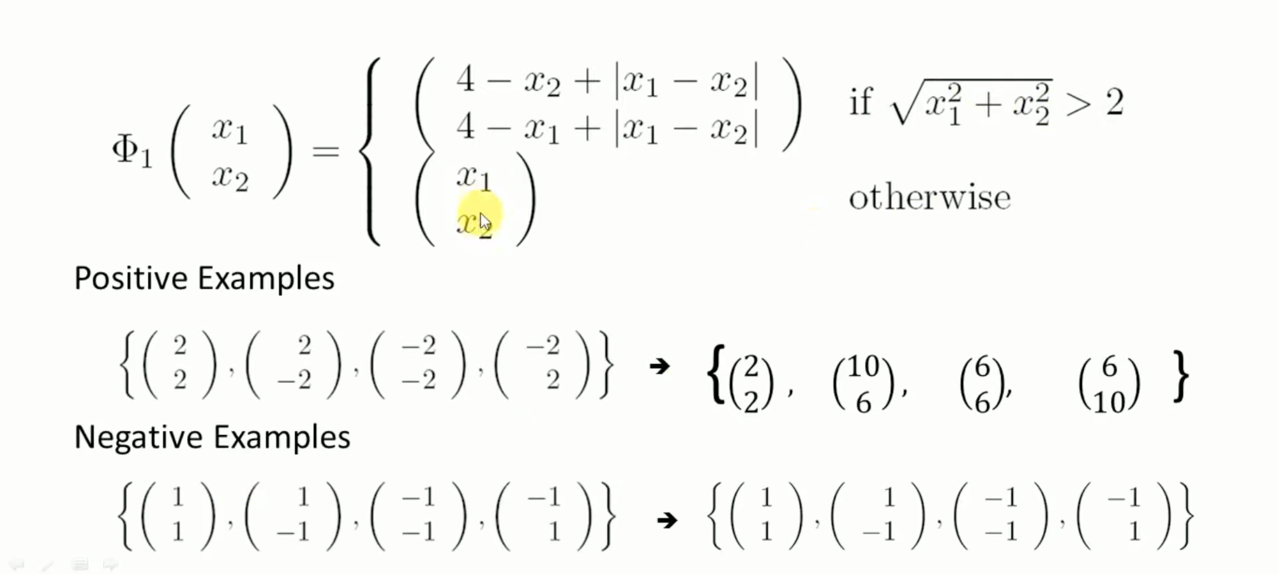 Φ₁ ( x₁ x₂ ) = { ( 4 − x₂ + |x₁ − x₂| 4 − x₁ + |x₁ − x₂| ) if √(x₁² + x₂²) > 2
( x₁ x₂ ) otherwise
Positive Examples
{( 2 2 ), ( 2 −2 ), ( −2 −2 ), ( −2 2 )} → {( 2 2 ), ( 10 6 ), ( 6 6 ), ( 6 10 )}
Negative Examples
{( 1 1 ), ( 1 −1 ), ( −1 −1 ), ( −1 1 )} → {( 1 1 ), ( 1 −1 ), ( −1 −1 ), ( −1 1 )}